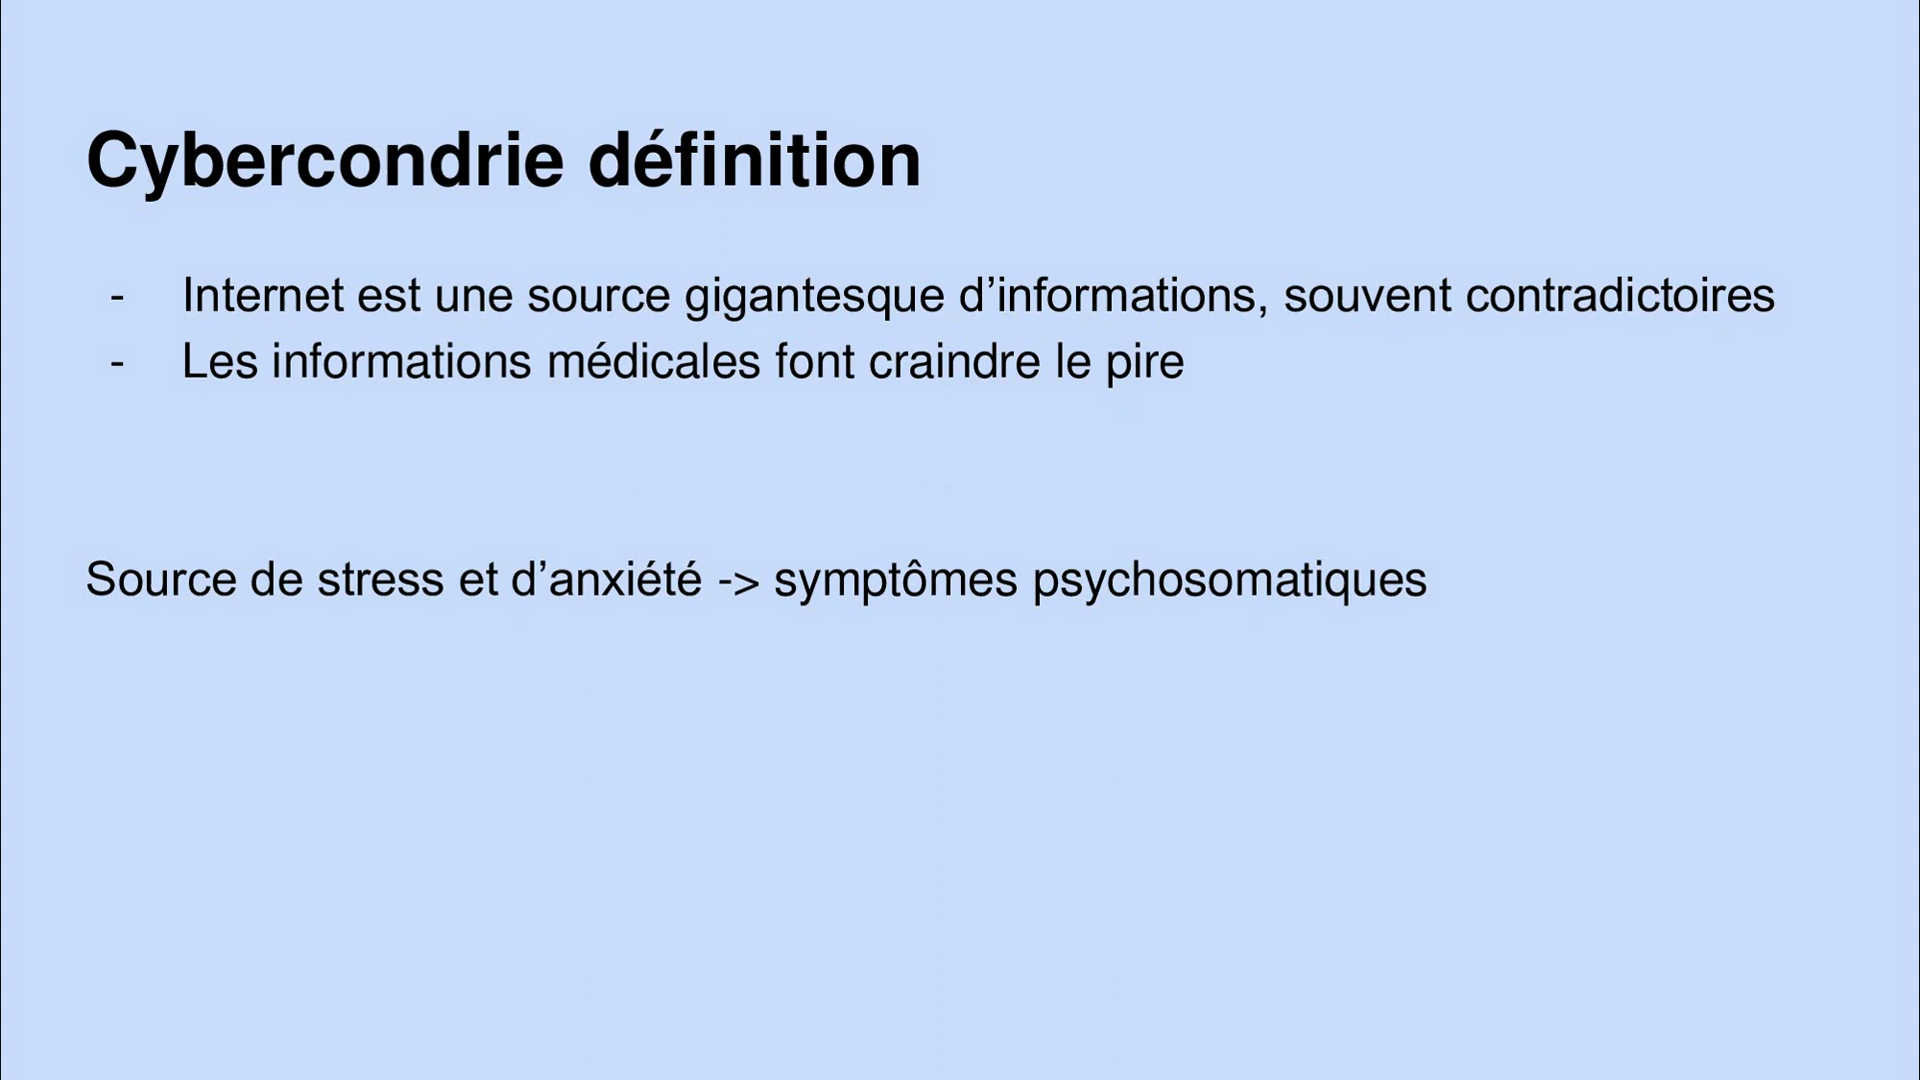 Cybercondrie définition
- Internet est une source gigantesque d’informations, souvent contradictoires
- Les informations médicales font craindre le pire
Source de stress et d’anxiété -> symptômes psychosomatiques